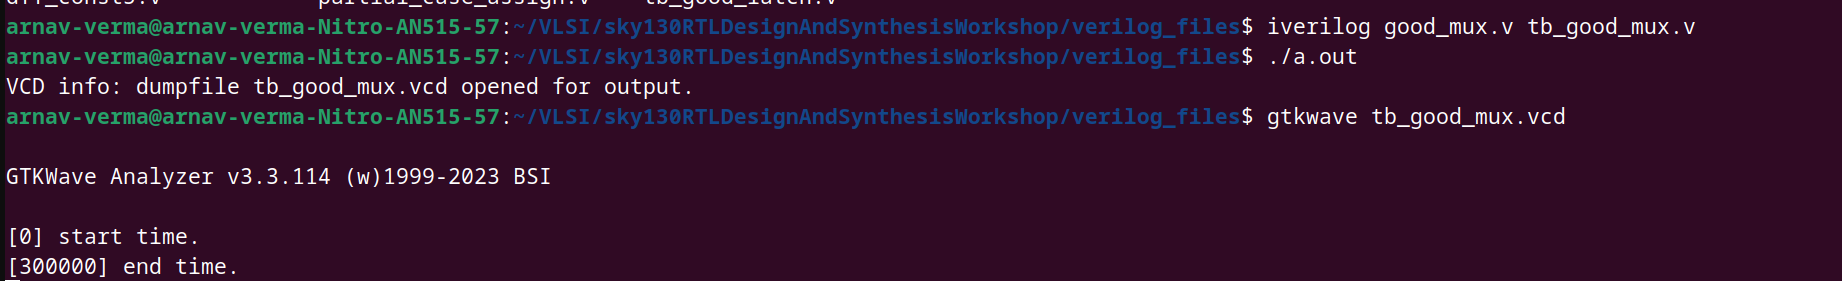 dff_const5.v partial_case_assign.v tb_good_latch.v
arnav-verma@arnav-verma-Nitro-AN515-57:~/VLSI/sky130RTLDesignAndSynthesisWorkshop/verilog_files$ iverilog good_mux.v tb_good_mux.v
arnav-verma@arnav-verma-Nitro-AN515-57:~/VLSI/sky130RTLDesignAndSynthesisWorkshop/verilog_files$ ./a.out
VCD info: dumpfile tb_good_mux.vcd opened for output.
arnav-verma@arnav-verma-Nitro-AN515-57:~/VLSI/sky130RTLDesignAndSynthesisWorkshop/verilog_files$ gtkwave tb_good_mux.vcd
GTKWave Analyzer v3.3.114 (w)1999-2023 BSI
[0] start time.
[300000] end time.